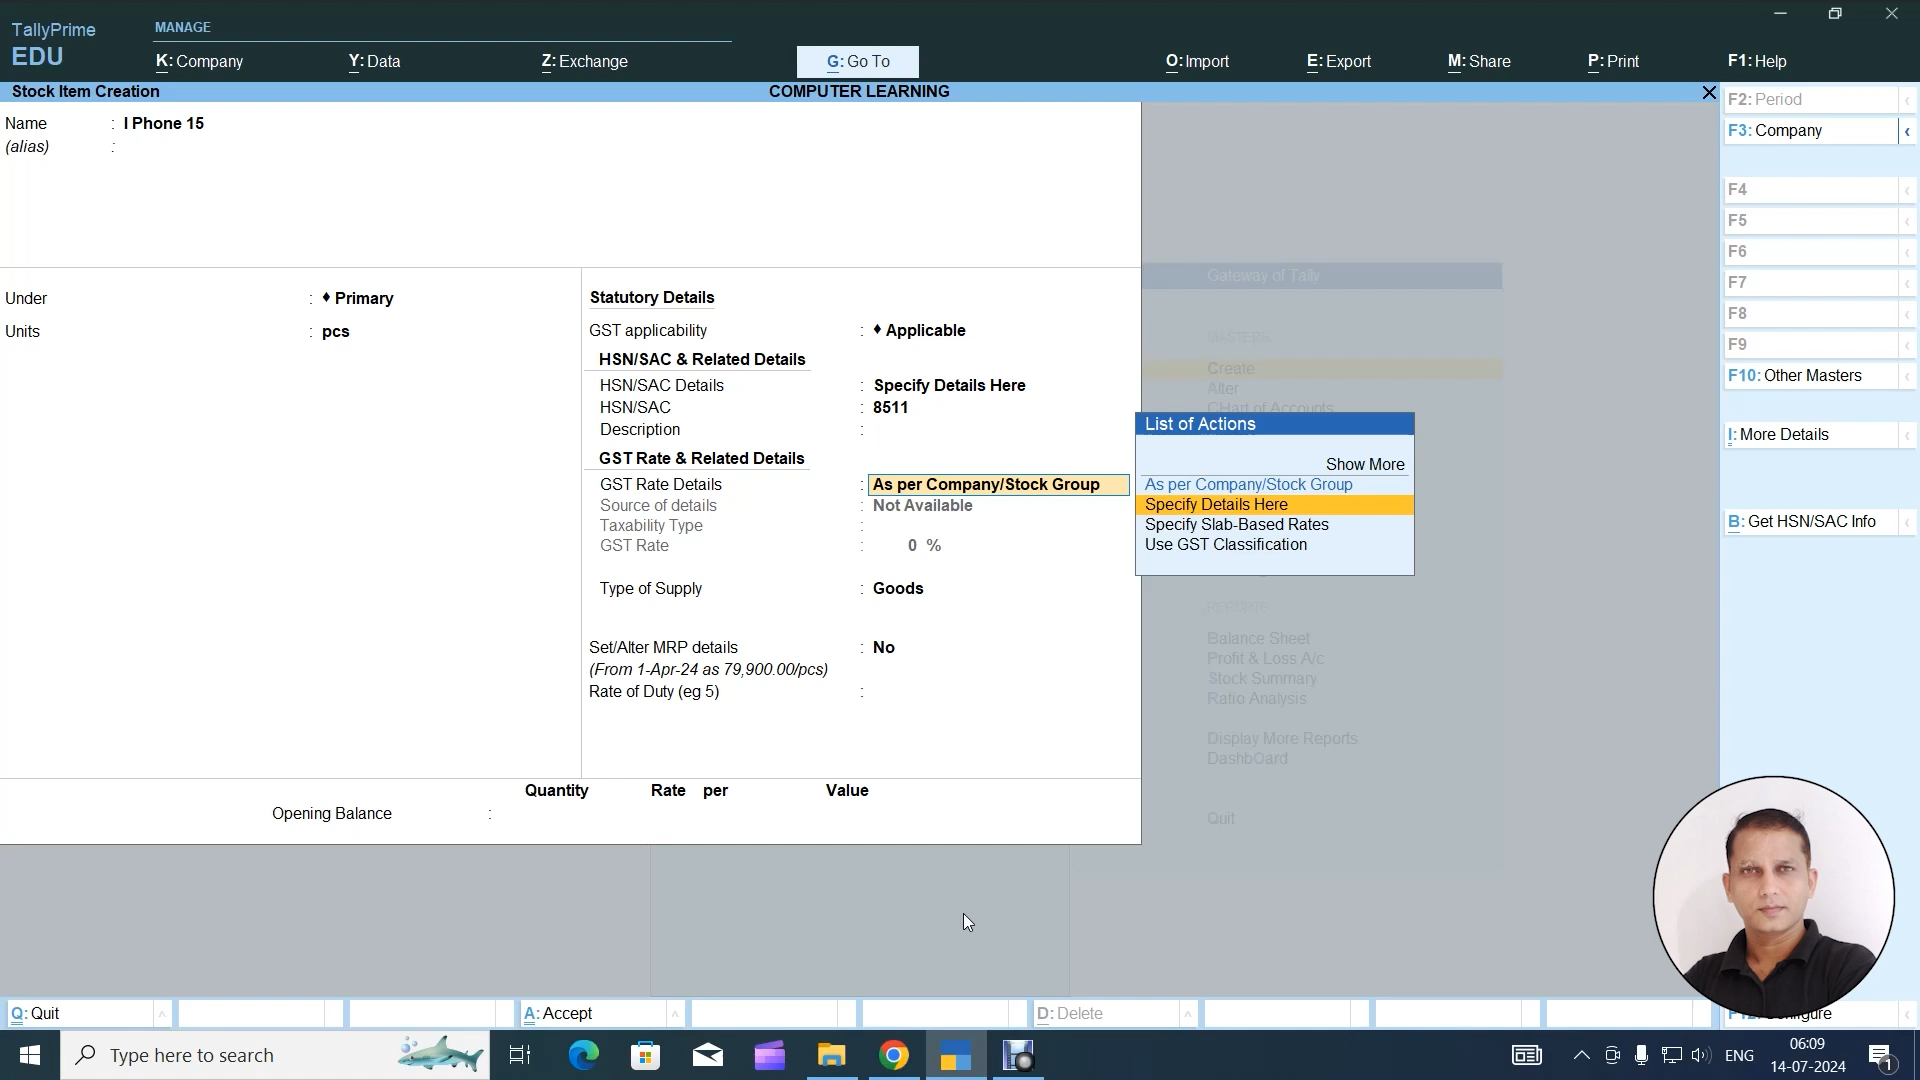 TallyPrime
EDU
MANAGE
K: Company
Y: Data
Z: Exchange
G: Go To
O: Import
E: Export
M: Share
P: Print
F1: Help
Stock Item Creation
COMPUTER LEARNING
Name : I Phone 15
(alias) :
Under : ♦ Primary
Units : pcs
Statutory Details
GST applicability : ♦ Applicable
HSN/SAC & Related Details
HSN/SAC Details : Specify Details Here
HSN/SAC : 8511
Description :
GST Rate & Related Details
GST Rate Details : As per Company/Stock Group
Source of details : Not Available
Taxability Type :
GST Rate : 0 %
Type of Supply : Goods
Set/Alter MRP details : No
(From 1-Apr-24 as 79,900.00/pcs)
Rate of Duty (eg 5) :
Quantity Rate per Value
Opening Balance :
Gateway of Tally
MASTERS
Create
Alter
CHart of Accounts
List of Actions
Show More
As per Company/Stock Group
Specify Details Here
Specify Slab-Based Rates
Use GST Classification
REPORTS
Balance Sheet
Profit & Loss A/c
Stock Summary
Ratio Analysis
Display More Reports
DashbOard
Quit
F2: Period
F3: Company
F4
F5
F6
F7
F8
F9
F10: Other Masters
I: More Details
B: Get HSN/SAC Info
Q: Quit
A: Accept
D: Delete
Type here to search
ENG
06:09
14-07-2024
1